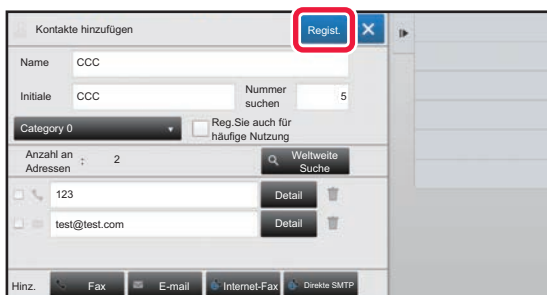 Kontakte hinzufügen
Regist.
Name
CCC
Initiale
CCC
Nummer
suchen
5
Category 0
Reg.Sie auch für
häufige Nutzung
Anzahl an
Adressen
:
2
Weltweite
Suche
123
Detail
test@test.com
Detail
Hinz.
Fax
E-mail
Internet-Fax
Direkte SMTP